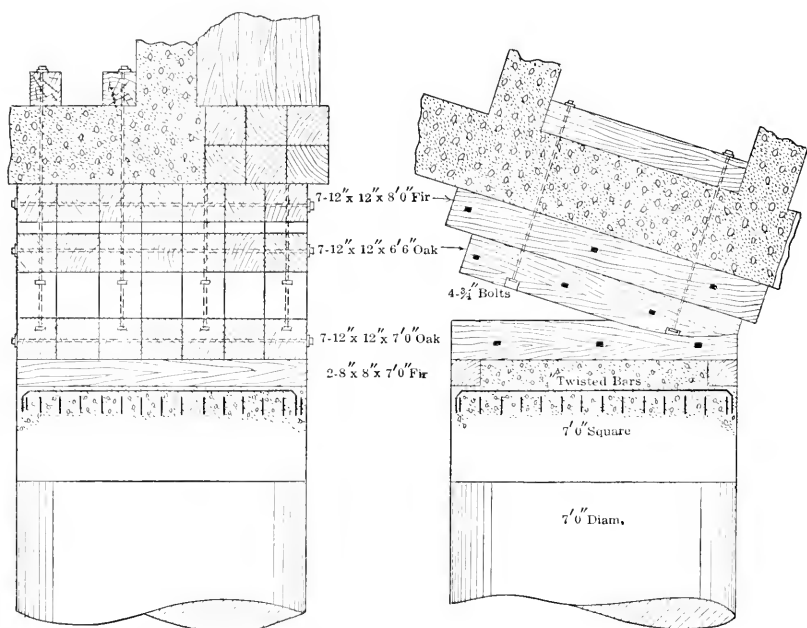 7-12"x 12"x 8'0"Fir
7-12"x 12"x 6'6"Oak
4-¾"Bolts
7-12"x 12"x 7'0"Oak
2-8"x 8"x 7'0"Fir
Twisted Bars
7'0"Square
7'0"Diam.